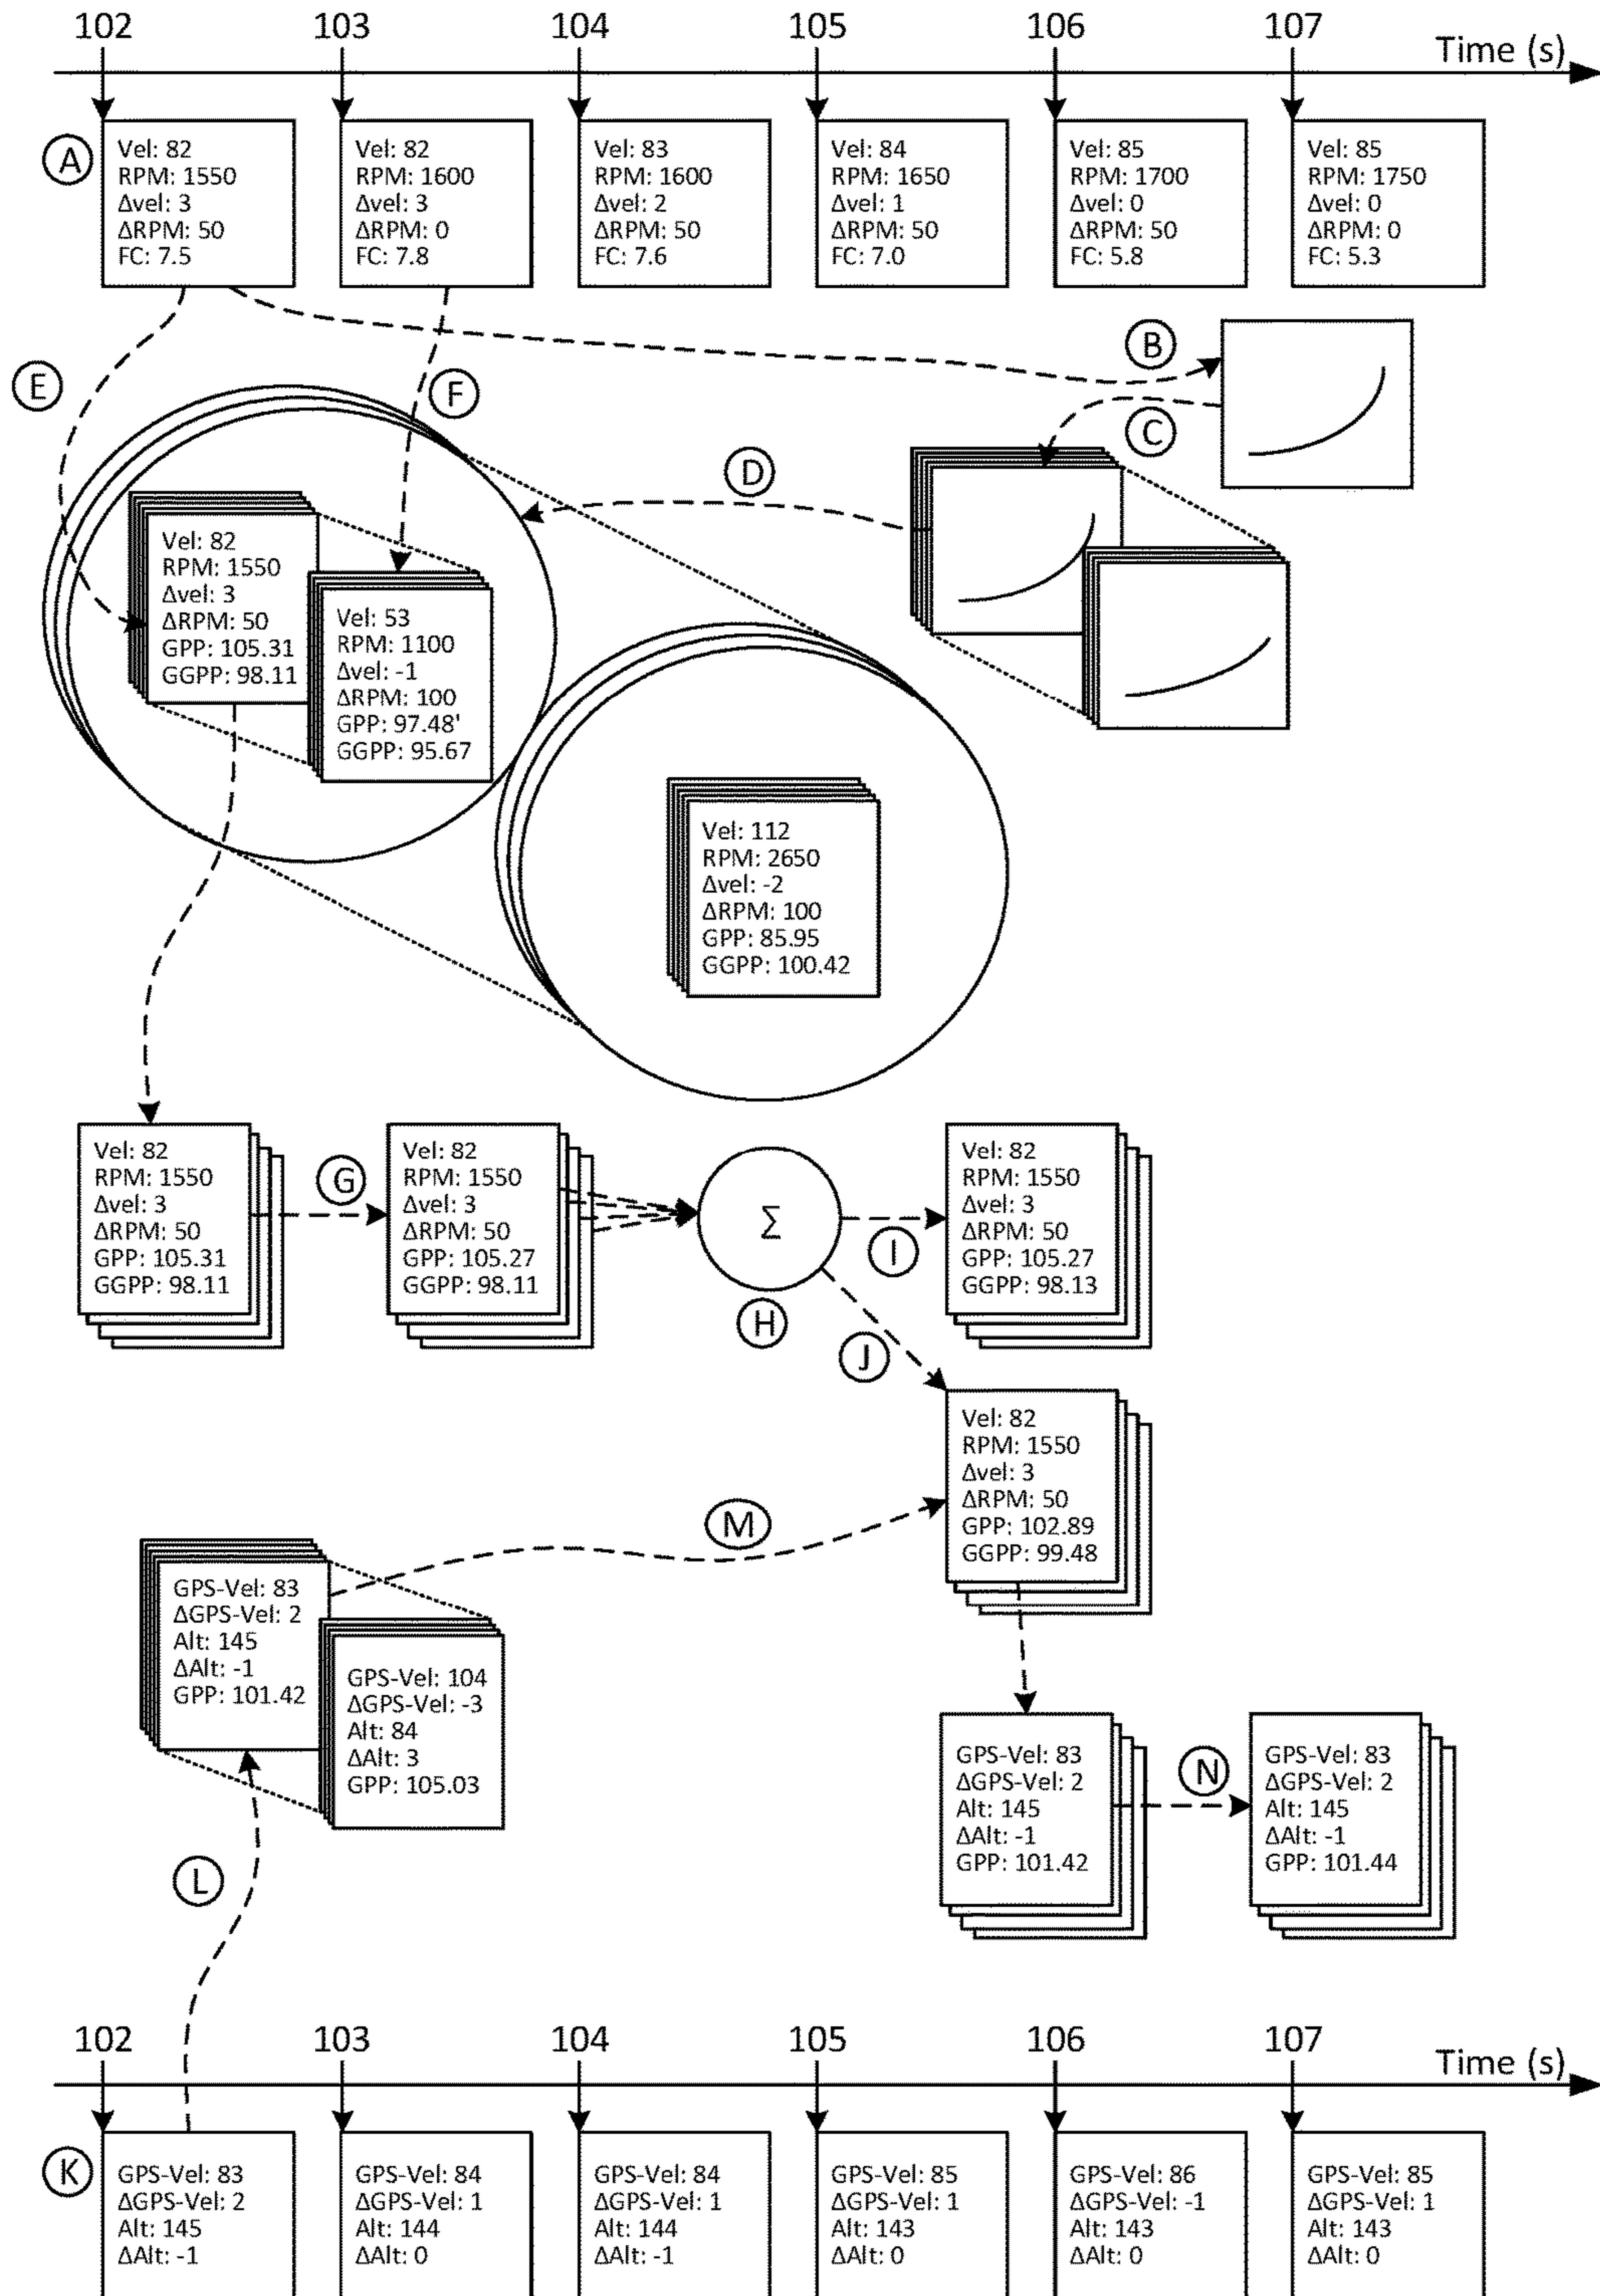 102 103 104 105 106 107
Time (s)
A
Vel: 82
RPM: 1550
Δvel: 3
ΔRPM: 50
FC: 7.5
Vel: 82
RPM: 1600
Δvel: 3
ΔRPM: 0
FC: 7.8
Vel: 83
RPM: 1600
Δvel: 2
ΔRPM: 50
FC: 7.6
Vel: 84
RPM: 1650
Δvel: 1
ΔRPM: 50
FC: 7.0
Vel: 85
RPM: 1700
Δvel: 0
ΔRPM: 50
FC: 5.8
Vel: 85
RPM: 1750
Δvel: 0
ΔRPM: 0
FC: 5.3
B
E
F
C
D
Vel: 82
RPM: 1550
Δvel: 3
ΔRPM: 50
GPP: 105.31
GGPP: 98.11
Vel: 53
RPM: 1100
Δvel: -1
ΔRPM: 100
GPP: 97.48'
GGPP: 95.67
Vel: 112
RPM: 2650
Δvel: -2
ΔRPM: 100
GPP: 85.95
GGPP: 100.42
Vel: 82
RPM: 1550
Δvel: 3
ΔRPM: 50
GPP: 105.31
GGPP: 98.11
G
Vel: 82
RPM: 1550
Δvel: 3
ΔRPM: 50
GPP: 105.27
GGPP: 98.11
Σ
H
I
Vel: 82
RPM: 1550
Δvel: 3
ΔRPM: 50
GPP: 105.27
GGPP: 98.13
J
Vel: 82
RPM: 1550
Δvel: 3
ΔRPM: 50
GPP: 102.89
GGPP: 99.48
M
GPS-Vel: 83
ΔGPS-Vel: 2
Alt: 145
ΔAlt: -1
GPP: 101.42
GPS-Vel: 104
ΔGPS-Vel: -3
Alt: 84
ΔAlt: 3
GPP: 105.03
GPS-Vel: 83
ΔGPS-Vel: 2
Alt: 145
ΔAlt: -1
GPP: 101.42
N
GPS-Vel: 83
ΔGPS-Vel: 2
Alt: 145
ΔAlt: -1
GPP: 101.44
L
102 103 104 105 106 107
Time (s)
K
GPS-Vel: 83
ΔGPS-Vel: 2
Alt: 145
ΔAlt: -1
GPS-Vel: 84
ΔGPS-Vel: 1
Alt: 144
ΔAlt: 0
GPS-Vel: 84
ΔGPS-Vel: 1
Alt: 144
ΔAlt: -1
GPS-Vel: 85
ΔGPS-Vel: 1
Alt: 143
ΔAlt: 0
GPS-Vel: 86
ΔGPS-Vel: -1
Alt: 143
ΔAlt: 0
GPS-Vel: 85
ΔGPS-Vel: 1
Alt: 143
ΔAlt: 0